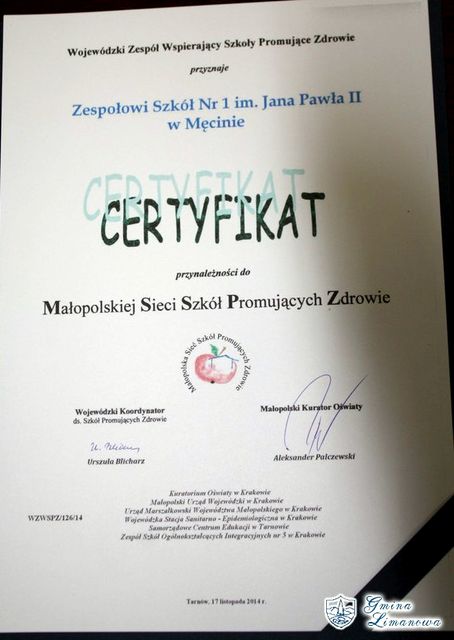 Wojewódzki Zespół Wspierający Szkoły Promujące Zdrowie
przyznaje
Zespołowi Szkół Nr 1 im. Jana Pawła II
w Męcinie
CERTYFIKAT
CERTYFIKAT
przynależności do
Małopolskiej Sieci Szkół Promujących Zdrowie
Małopolska Sieć Szkół Promujących Zdrowie
Wojewódzki Koordynator
ds. Szkół Promujących Zdrowie
Urszula Blicharz
Małopolski Kurator Oświaty
Aleksander Palczewski
WZWSPZ/126/14
Kuratorium Oświaty w Krakowie
Małopolski Urząd Wojewódzki w Krakowie
Urząd Marszałkowski Województwa Małopolskiego w Krakowie
Wojewódzka Stacja Sanitarno - Epidemiologiczna w Krakowie
Samorządowe Centrum Edukacji w Tarnowie
Zespół Szkół Ogólnokształcących Integracyjnych nr 3 w Krakowie
Tarnów, 17 listopada 2014 r.
Gmina
Limanowa